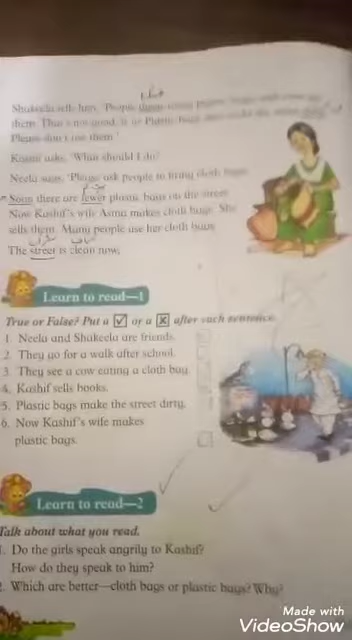 Shakeela tells him, 'People
them. That's not good.
Please don't use them.'
Kashif asks, 'What should I do?'
Neela says, 'Please ask people to bring cloth bags.'
Soon there are fewer plastic bags on the street.
Now Kashif's wife Asma makes cloth bags. She
sells them. Many people use her cloth bags.
The street is clean now.
Learn to read—1
True or False? Put a ☑ or a ☒ after each sentence.
1. Neela and Shakeela are friends.
2. They go for a walk after school.
3. They see a cow eating a cloth bag.
4. Kashif sells books.
5. Plastic bags make the street dirty.
6. Now Kashif's wife makes
plastic bags.
Learn to read—2
Talk about what you read.
1. Do the girls speak angrily to Kashif?
How do they speak to him?
2. Which are better—cloth bags or plastic bags? Why?
Made with
VideoShow